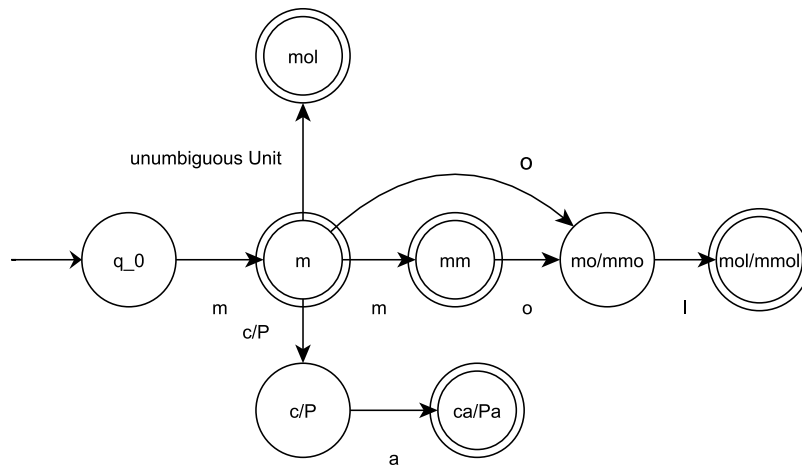 mol
unumbiguous Unit
o
q_0
m
mm
mo/mmo
mol/mmol
m
m
o
l
c/P
c/P
ca/Pa
a